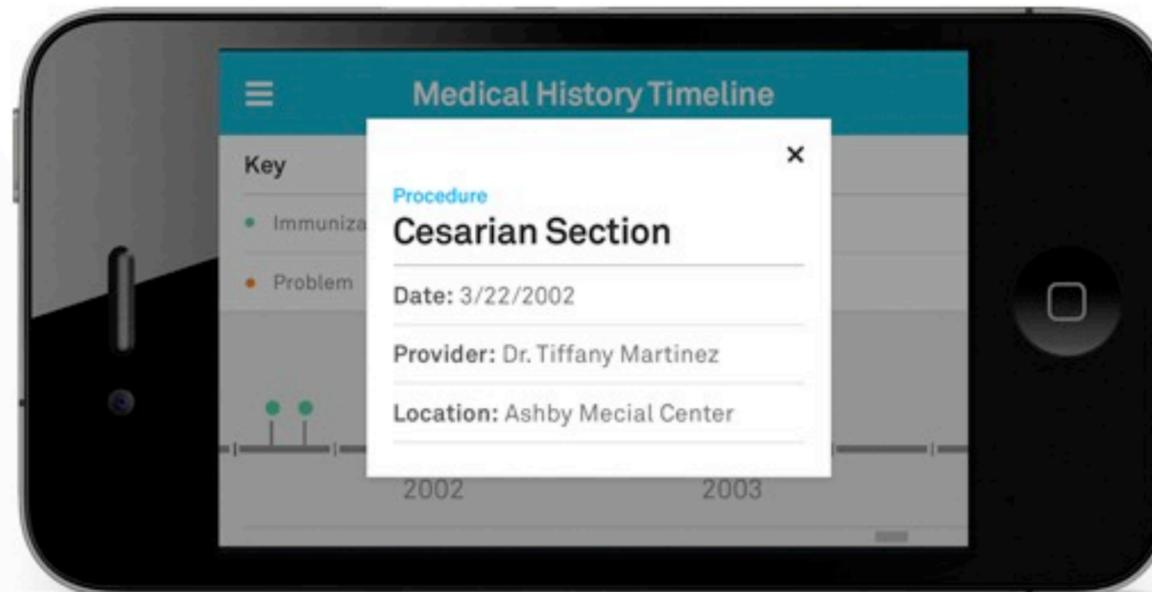 Medical History Timeline
Key
Immuniza
Problem
×
Procedure
Cesarian Section
Date: 3/22/2002
Provider: Dr. Tiffany Martinez
Location: Ashby Mecial Center
2002
2003